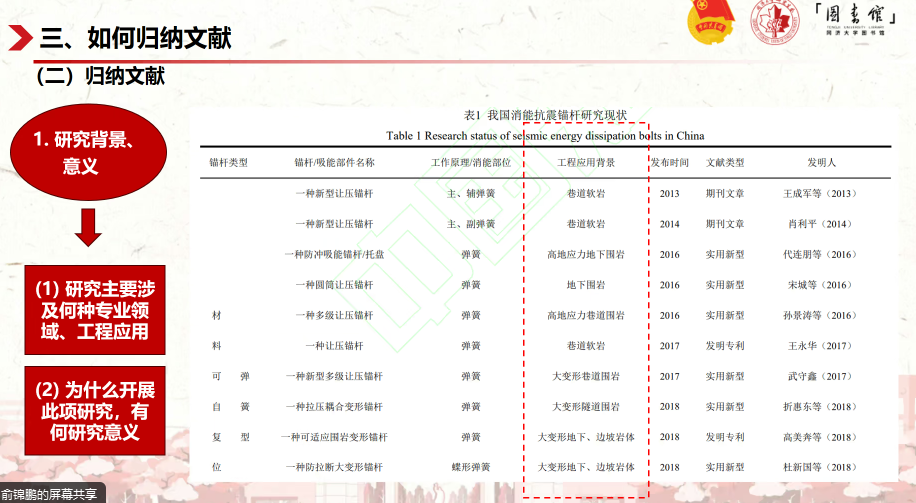 三、如何归纳文献
「图书馆」
TONGJI UNIVERSITY LIBRARY
同济大学图书馆
（二）归纳文献
1. 研究背景、
意义
(1) 研究主要涉
及何种专业领
域、工程应用
(2) 为什么开展
此项研究，有
何研究意义
表1 我国消能抗震锚杆研究现状
Table 1 Research status of seismic energy dissipation bolts in China
锚杆类型 锚杆/吸能部件名称 工作原理/消能部位 工程应用背景 发布时间 文献类型 发明人
一种新型让压锚杆 主、辅弹簧 巷道软岩 2013 期刊文章 王成军等（2013）
一种新型让压锚杆 主、副弹簧 巷道软岩 2014 期刊文章 肖利平（2014）
一种防冲吸能锚杆/托盘 弹簧 高地应力地下围岩 2016 实用新型 代连朋等（2016）
一种圆筒让压锚杆 弹簧 地下围岩 2016 实用新型 宋城等（2016）
材 一种多级让压锚杆 弹簧 高地应力巷道围岩 2016 实用新型 孙景涛等（2016）
料 一种让压锚杆 弹簧 巷道软岩 2017 发明专利 王永华（2017）
可 弹 一种新型多级让压锚杆 弹簧 大变形巷道围岩 2017 实用新型 武守鑫（2017）
自 簧 一种拉压耦合变形锚杆 弹簧 大变形隧道围岩 2018 实用新型 折惠东等（2018）
复 型 一种可适应围岩变形锚杆 弹簧 大变形地下、边坡岩体 2018 发明专利 高美奔等（2018）
位 一种防拉断大变形锚杆 蝶形弹簧 大变形地下、边坡岩体 2018 实用新型 杜新国等（2018）
俞锦鹏的屏幕共享